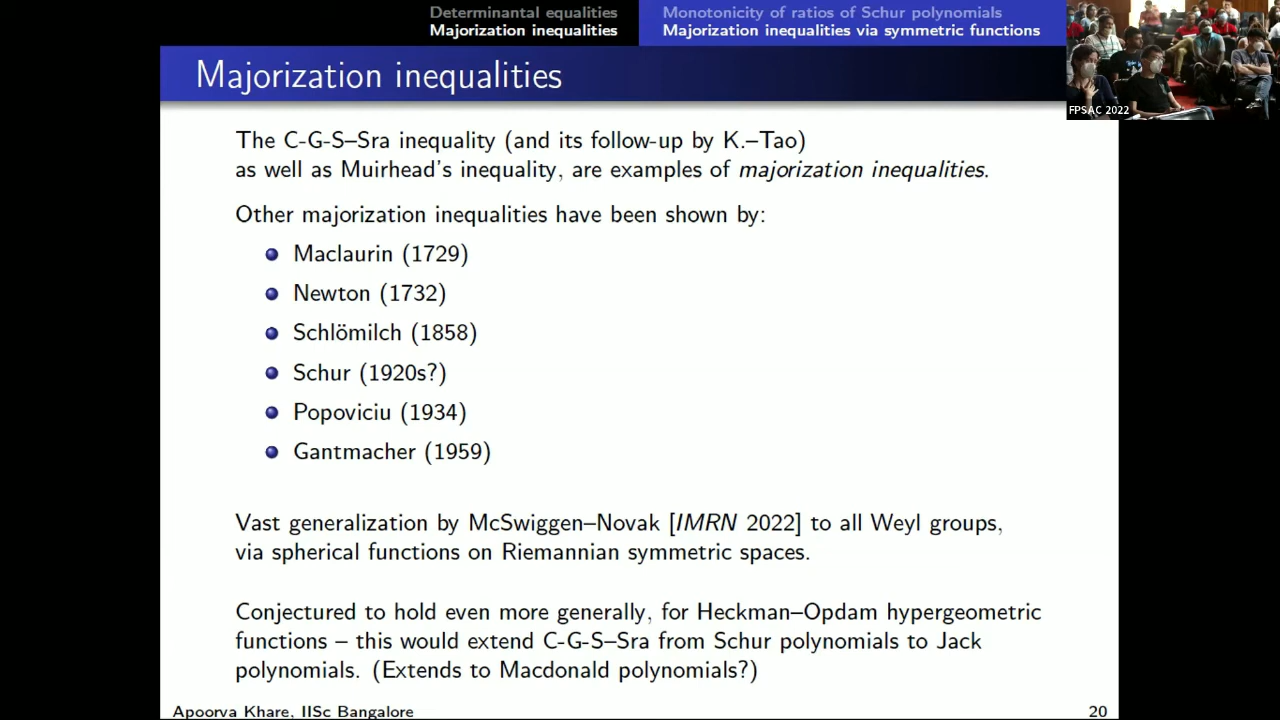 Determinantal equalities
Majorization inequalities
Monotonicity of ratios of Schur polynomials
Majorization inequalities via symmetric functions
FPSAC 2022
Majorization inequalities
The C-G-S–Sra inequality (and its follow-up by K.–Tao)
as well as Muirhead's inequality, are examples of majorization inequalities.
Other majorization inequalities have been shown by:
Maclaurin (1729)
Newton (1732)
Schlömilch (1858)
Schur (1920s?)
Popoviciu (1934)
Gantmacher (1959)
Vast generalization by McSwiggen–Novak [IMRN 2022] to all Weyl groups,
via spherical functions on Riemannian symmetric spaces.
Conjectured to hold even more generally, for Heckman–Opdam hypergeometric
functions – this would extend C-G-S–Sra from Schur polynomials to Jack
polynomials. (Extends to Macdonald polynomials?)
Apoorva Khare, IISc Bangalore
20